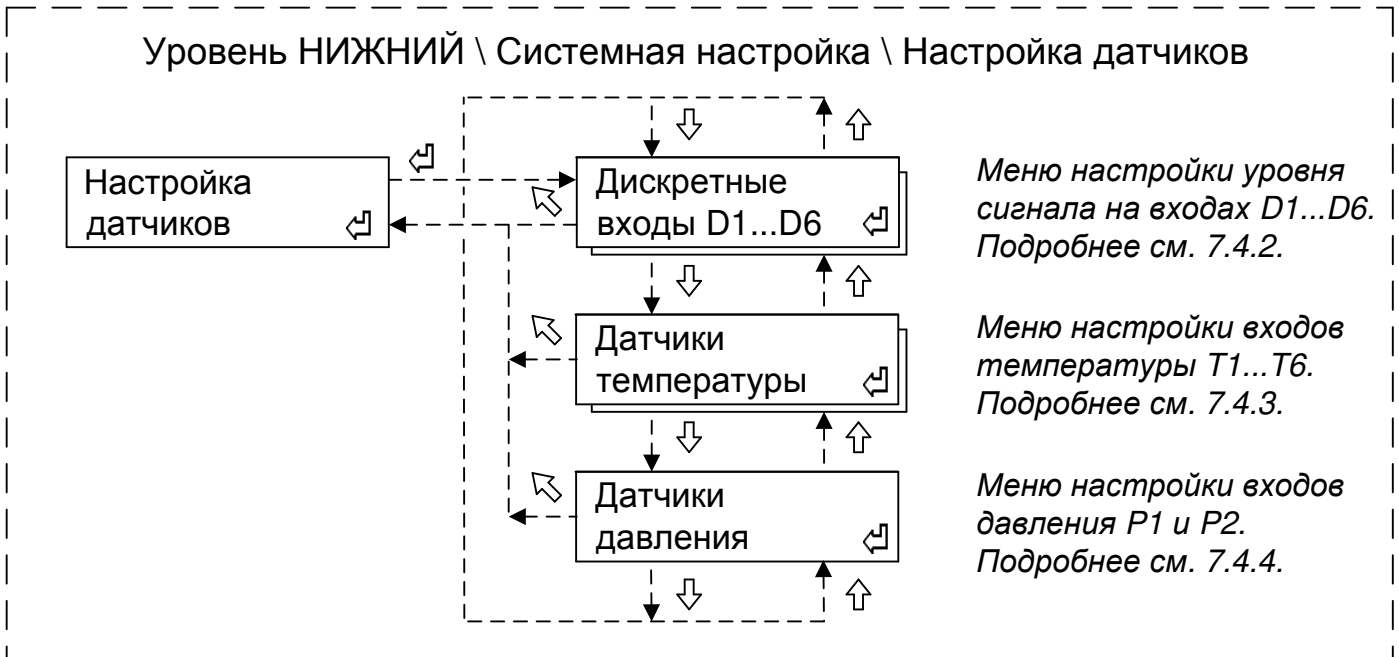 Уровень НИЖНИЙ \ Системная настройка \ Настройка датчиков
Настройка
датчиков
Дискретные
входы D1...D6
Меню настройки уровня
сигнала на входах D1...D6.
Подробнее см. 7.4.2.
Датчики
температуры
Меню настройки входов
температуры T1...T6.
Подробнее см. 7.4.3.
Датчики
давления
Меню настройки входов
давления P1 и P2.
Подробнее см. 7.4.4.